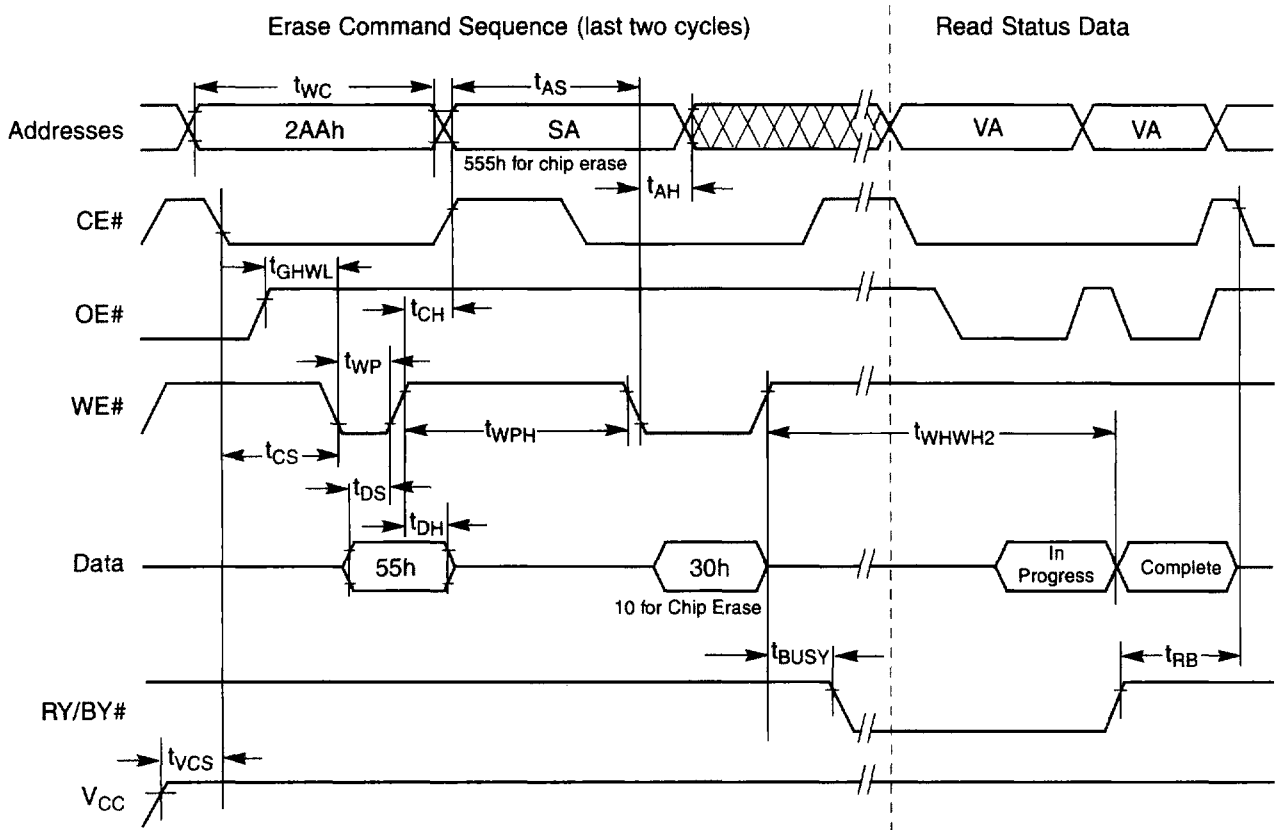 Erase Command Sequence (last two cycles)
Read Status Data
tWC
tAS
Addresses
2AAh
SA
VA
VA
555h for chip erase
tAH
CE#
tGHWL
OE#
tCH
tWP
WE#
tWPH
tWHWH2
tCS
tDS
tDH
Data
55h
30h
In
Progress
Complete
10 for Chip Erase
tBUSY
tRB
RY/BY#
tVCS
VCC